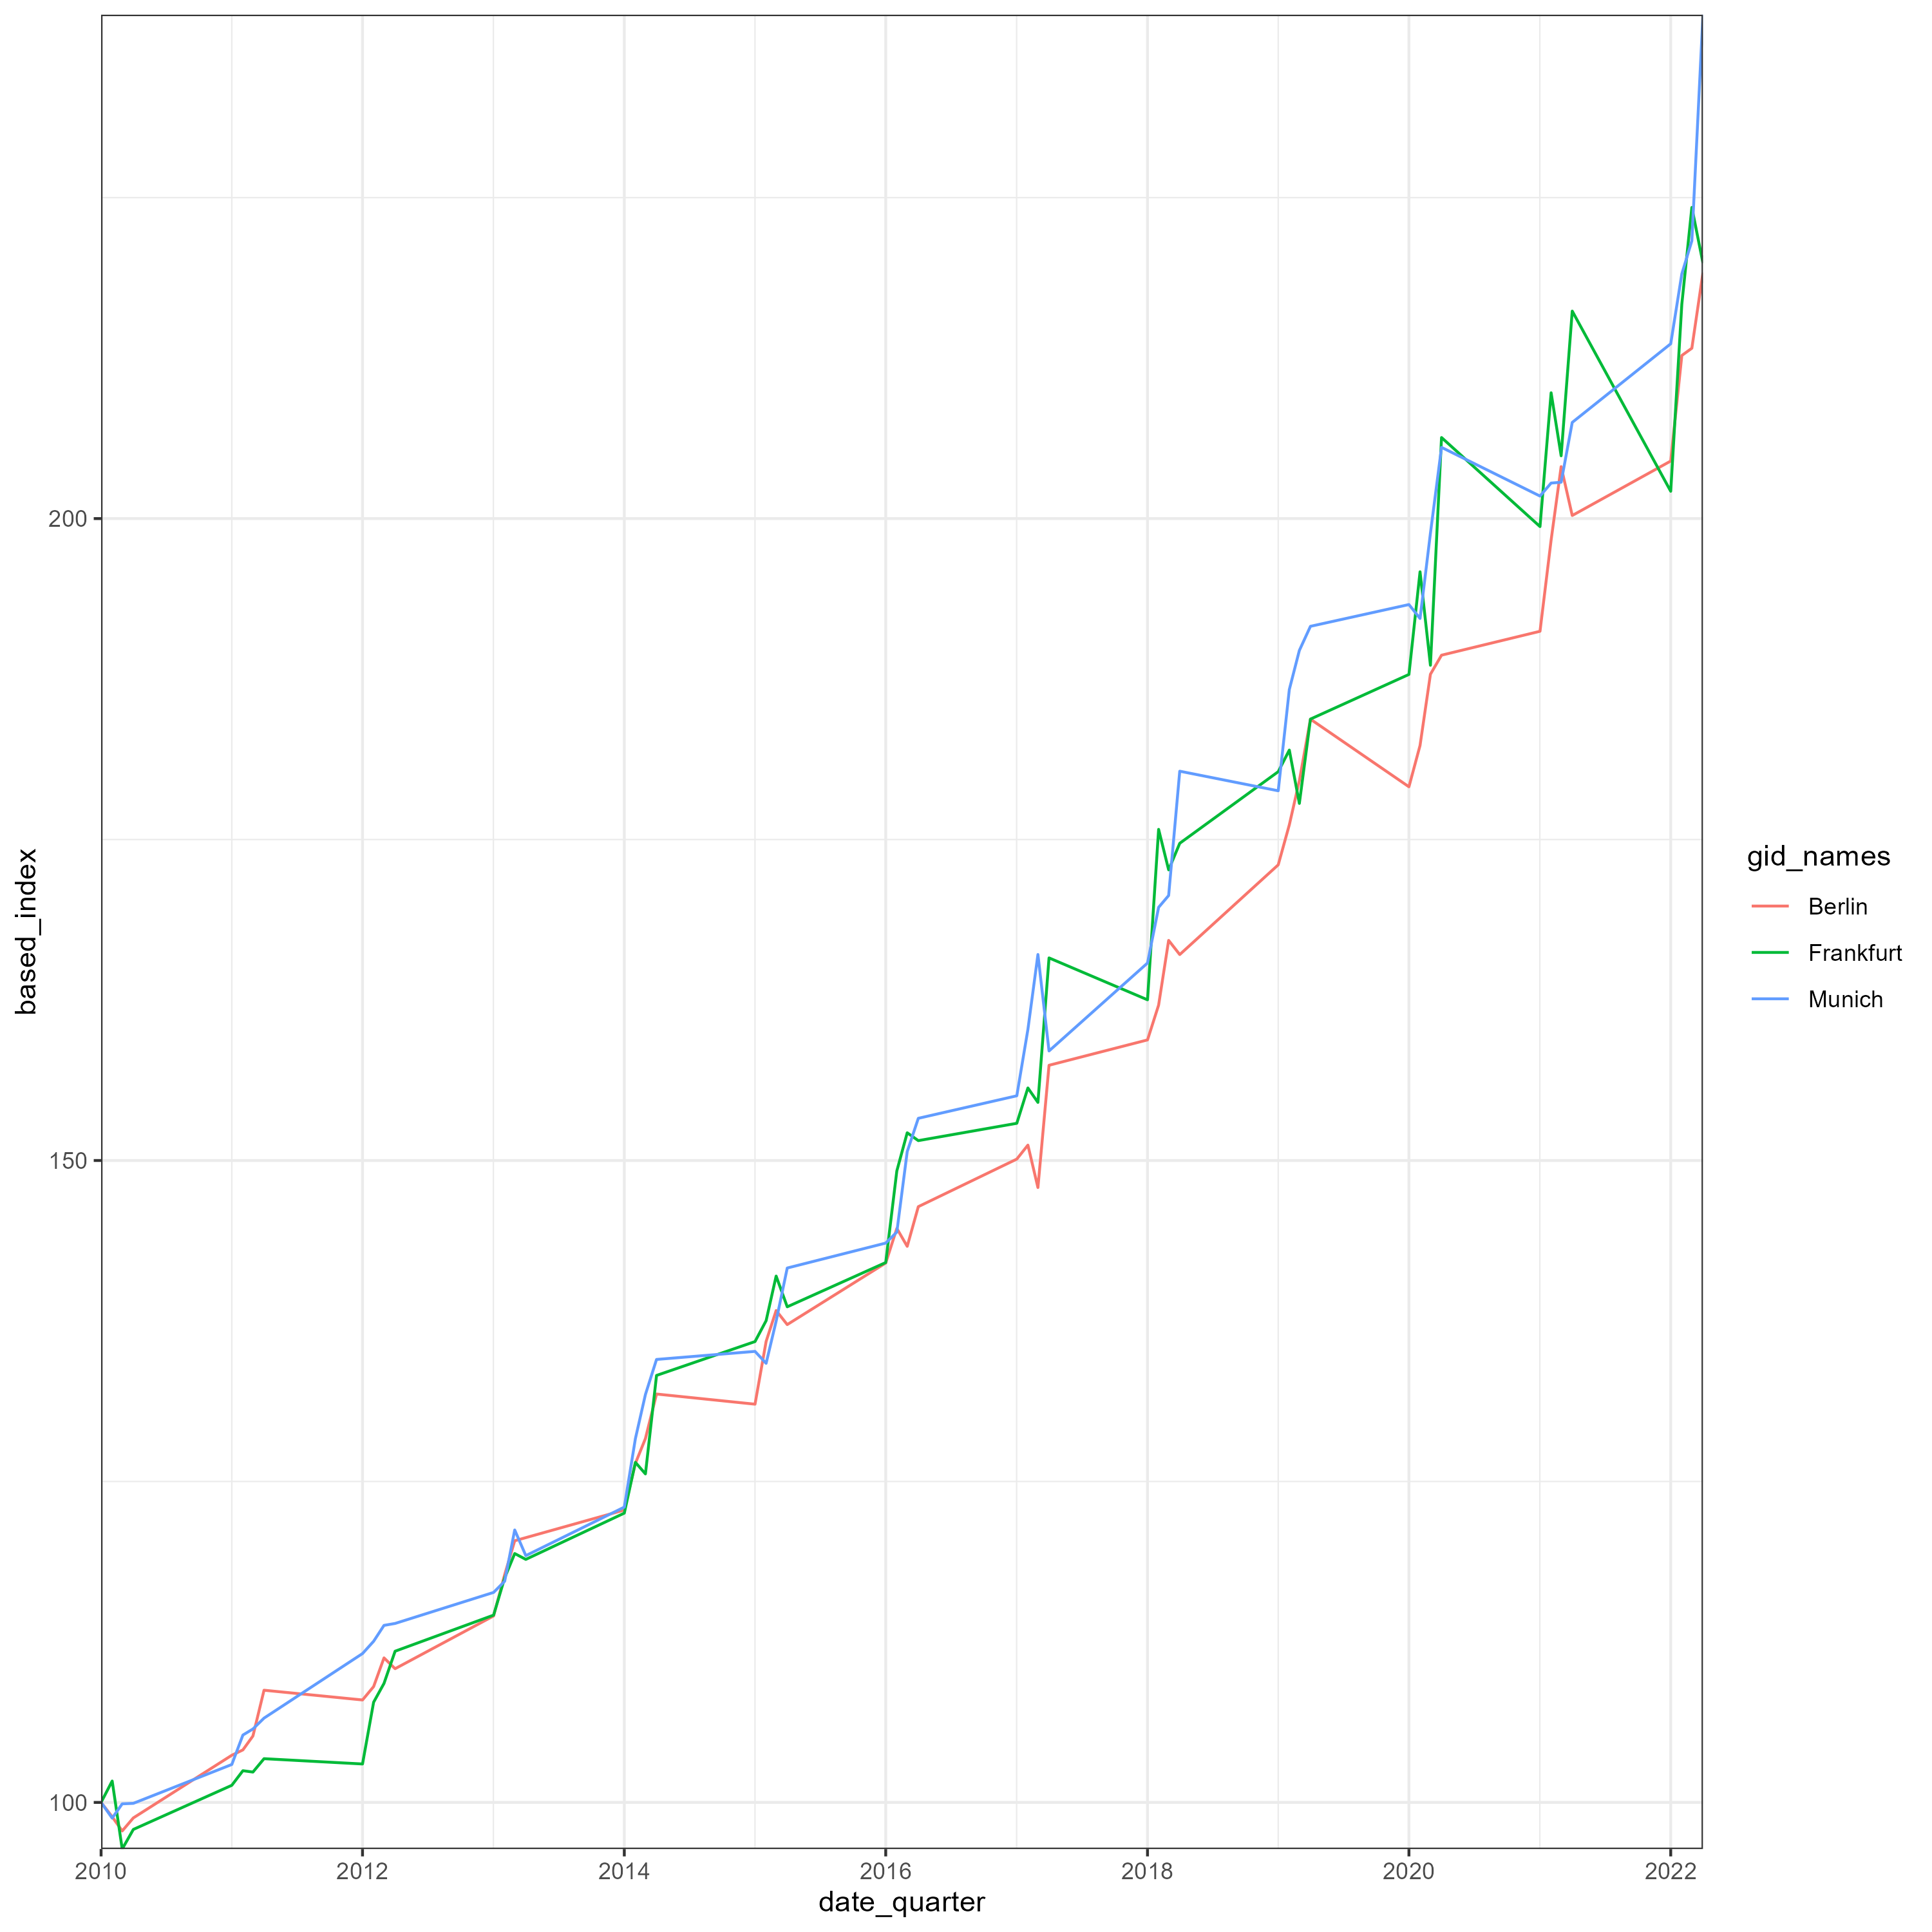 based_index
200
150
100
2010 2012 2014 2016 2018 2020 2022
date_quarter
gid_names
Berlin
Frankfurt
Munich